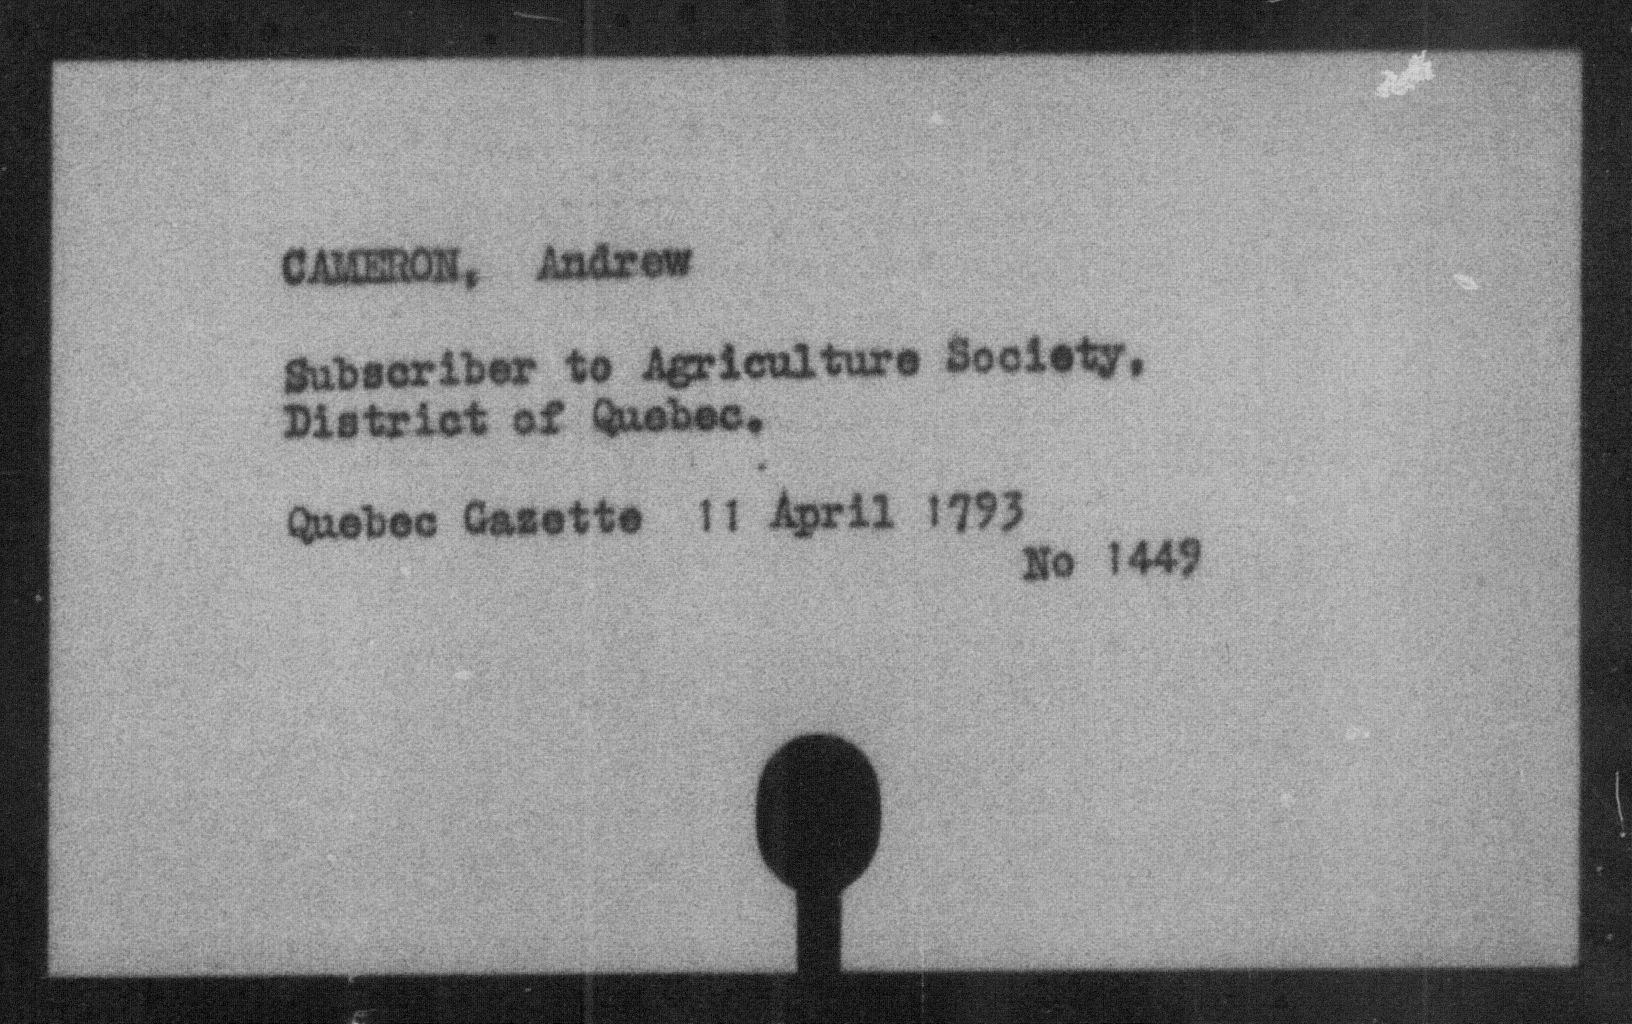 CAMERON, Andrew
Subscriber to Agriculture Society,
District of Quebec.
Quebec Gazette 11 April 1793
No 1449